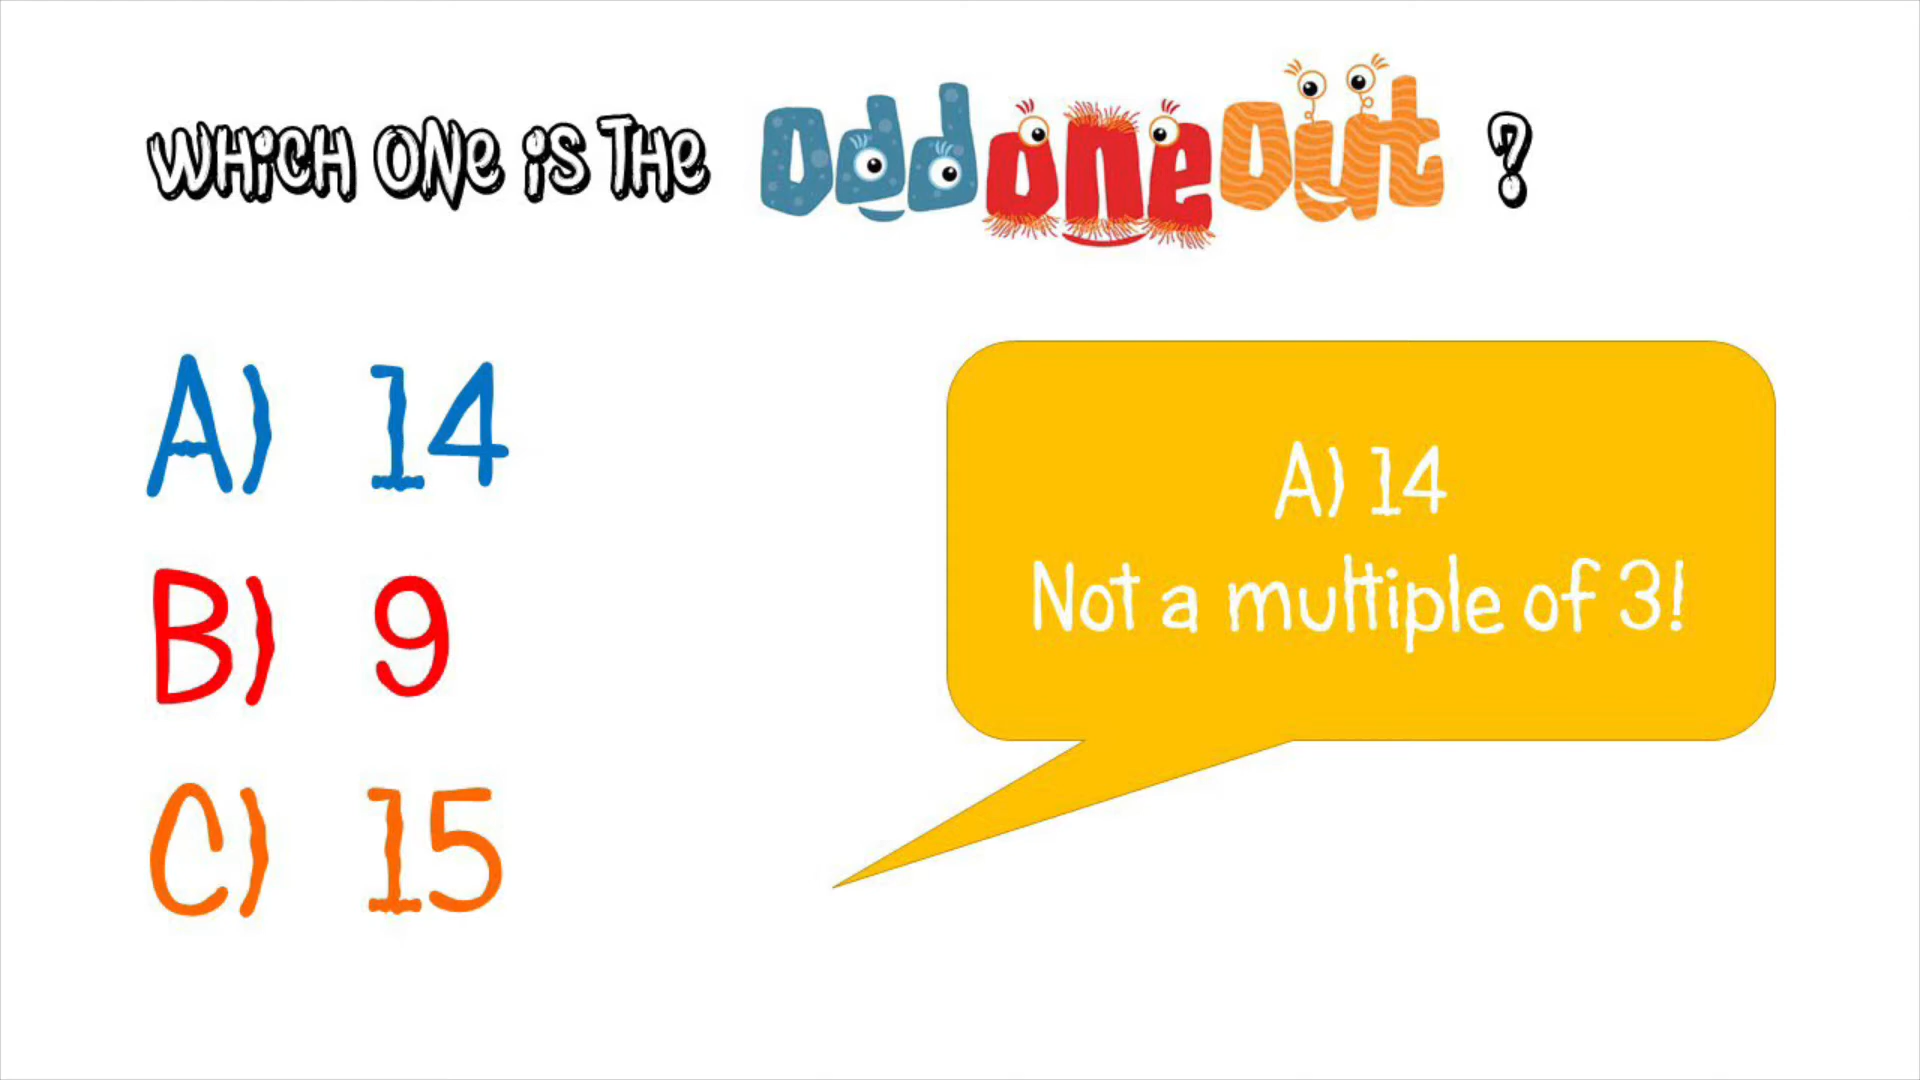 WHiCH ONe iS THe Odd one Out ?
A) 14
B) 9
C) 15
A) 14
Not a multiple of 3!